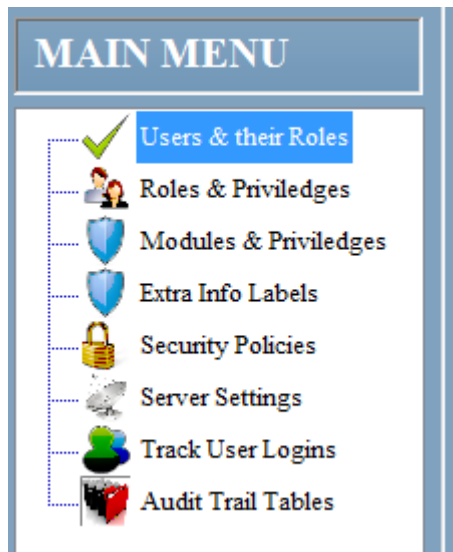 MAIN MENU
Users & their Roles
Roles & Priviledges
Modules & Priviledges
Extra Info Labels
Security Policies
Server Settings
Track User Logins
Audit Trail Tables